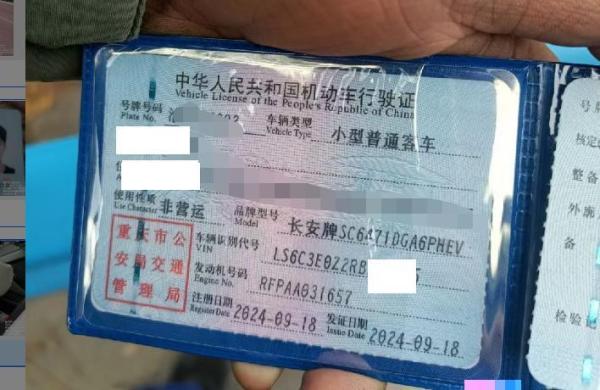 中华人民共和国机动车行驶证
Vehicle License of the People's Republic of China
号牌号码
Plate No.
车辆类型
Vehicle Type
小型普通客车
使用性质
Use Character
非营运
品牌型号
Model
长安牌SC6471DGA6PHEV
重庆市公
安局交通
管理局
车辆识别代号
VIN
LS6C3E0Z2RB
发动机号码
Engine No.
RFPAA031657
注册日期
Register Date
2024-09-18
发证日期
Issue Date
2024-09-18
号牌
核定
整备
外廓
备
检验记